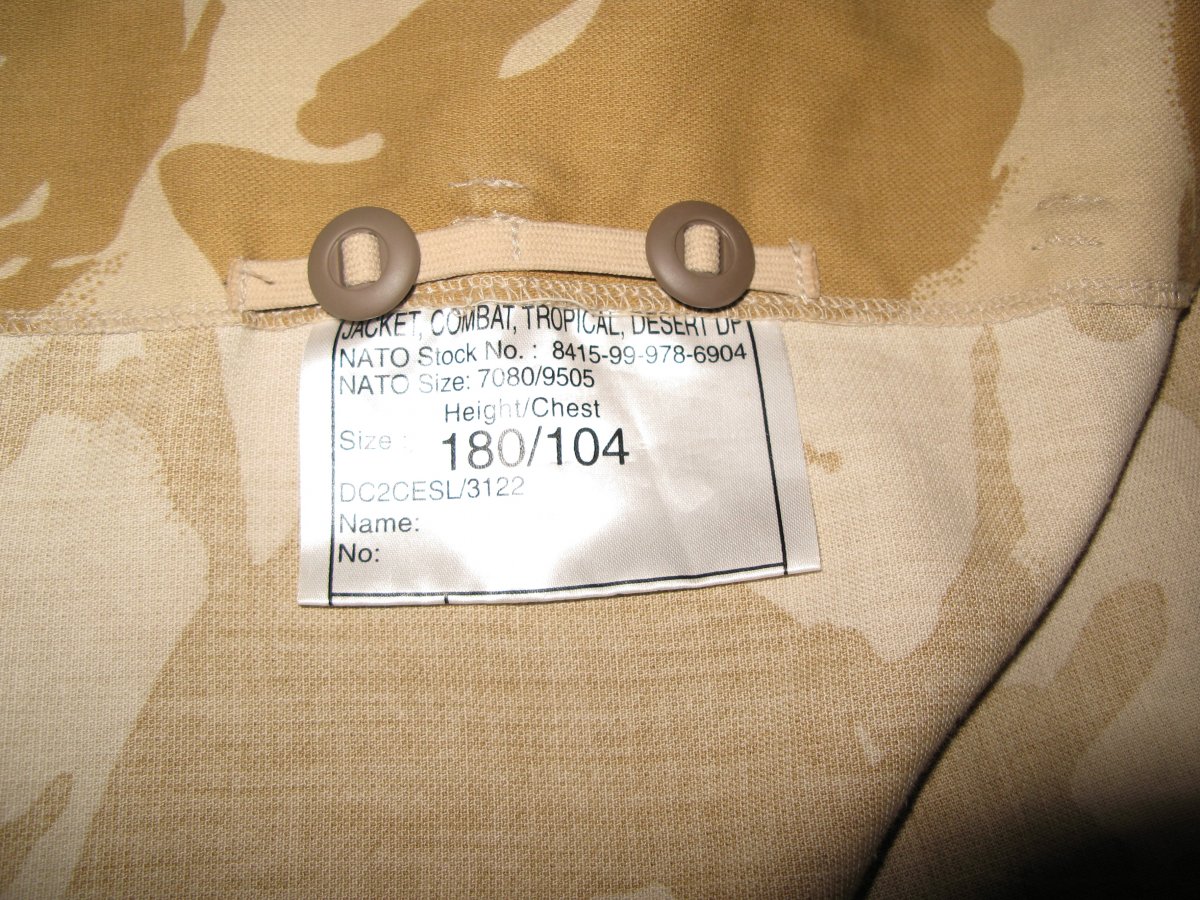 JACKET, COMBAT, TROPICAL, DESERT DP
NATO Stock No. : 8415-99-978-6904
NATO Size: 7080/9505
Height/Chest
Size : 180/104
DC2CESL/3122
Name:
No: